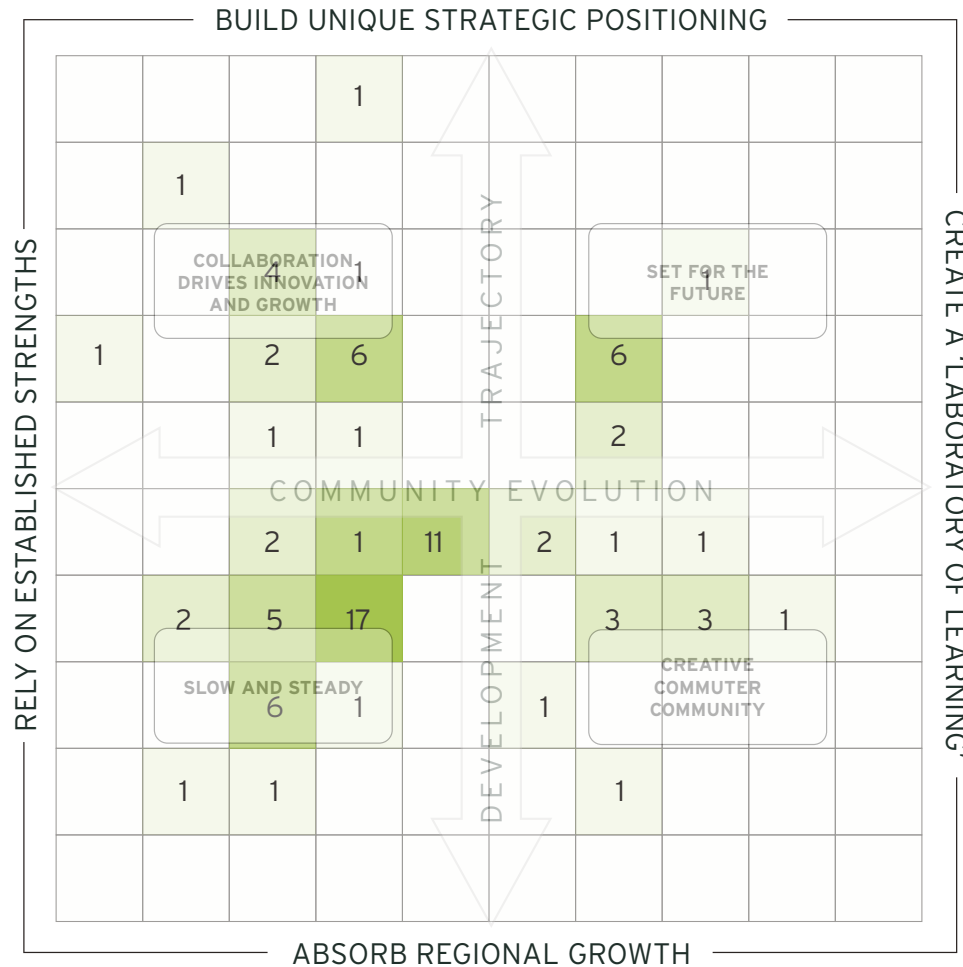 BUILD UNIQUE STRATEGIC POSITIONING
RELY ON ESTABLISHED STRENGTHS
CREATE A 'LABORATORY OF LEARNING'
1
1
COLLABORATION
DRIVES INNOVATION
AND GROWTH
4 1
SET FOR THE
FUTURE
1
TRAJECTORY
1 2 6 6
1 1 2
COMMUNITY EVOLUTION
2 1 11 2 1 1
2 5 17 3 3 1
DEVELOPMENT
SLOW AND STEADY
6 1 1
CREATIVE
COMMUTER
COMMUNITY
1 1 1
ABSORB REGIONAL GROWTH